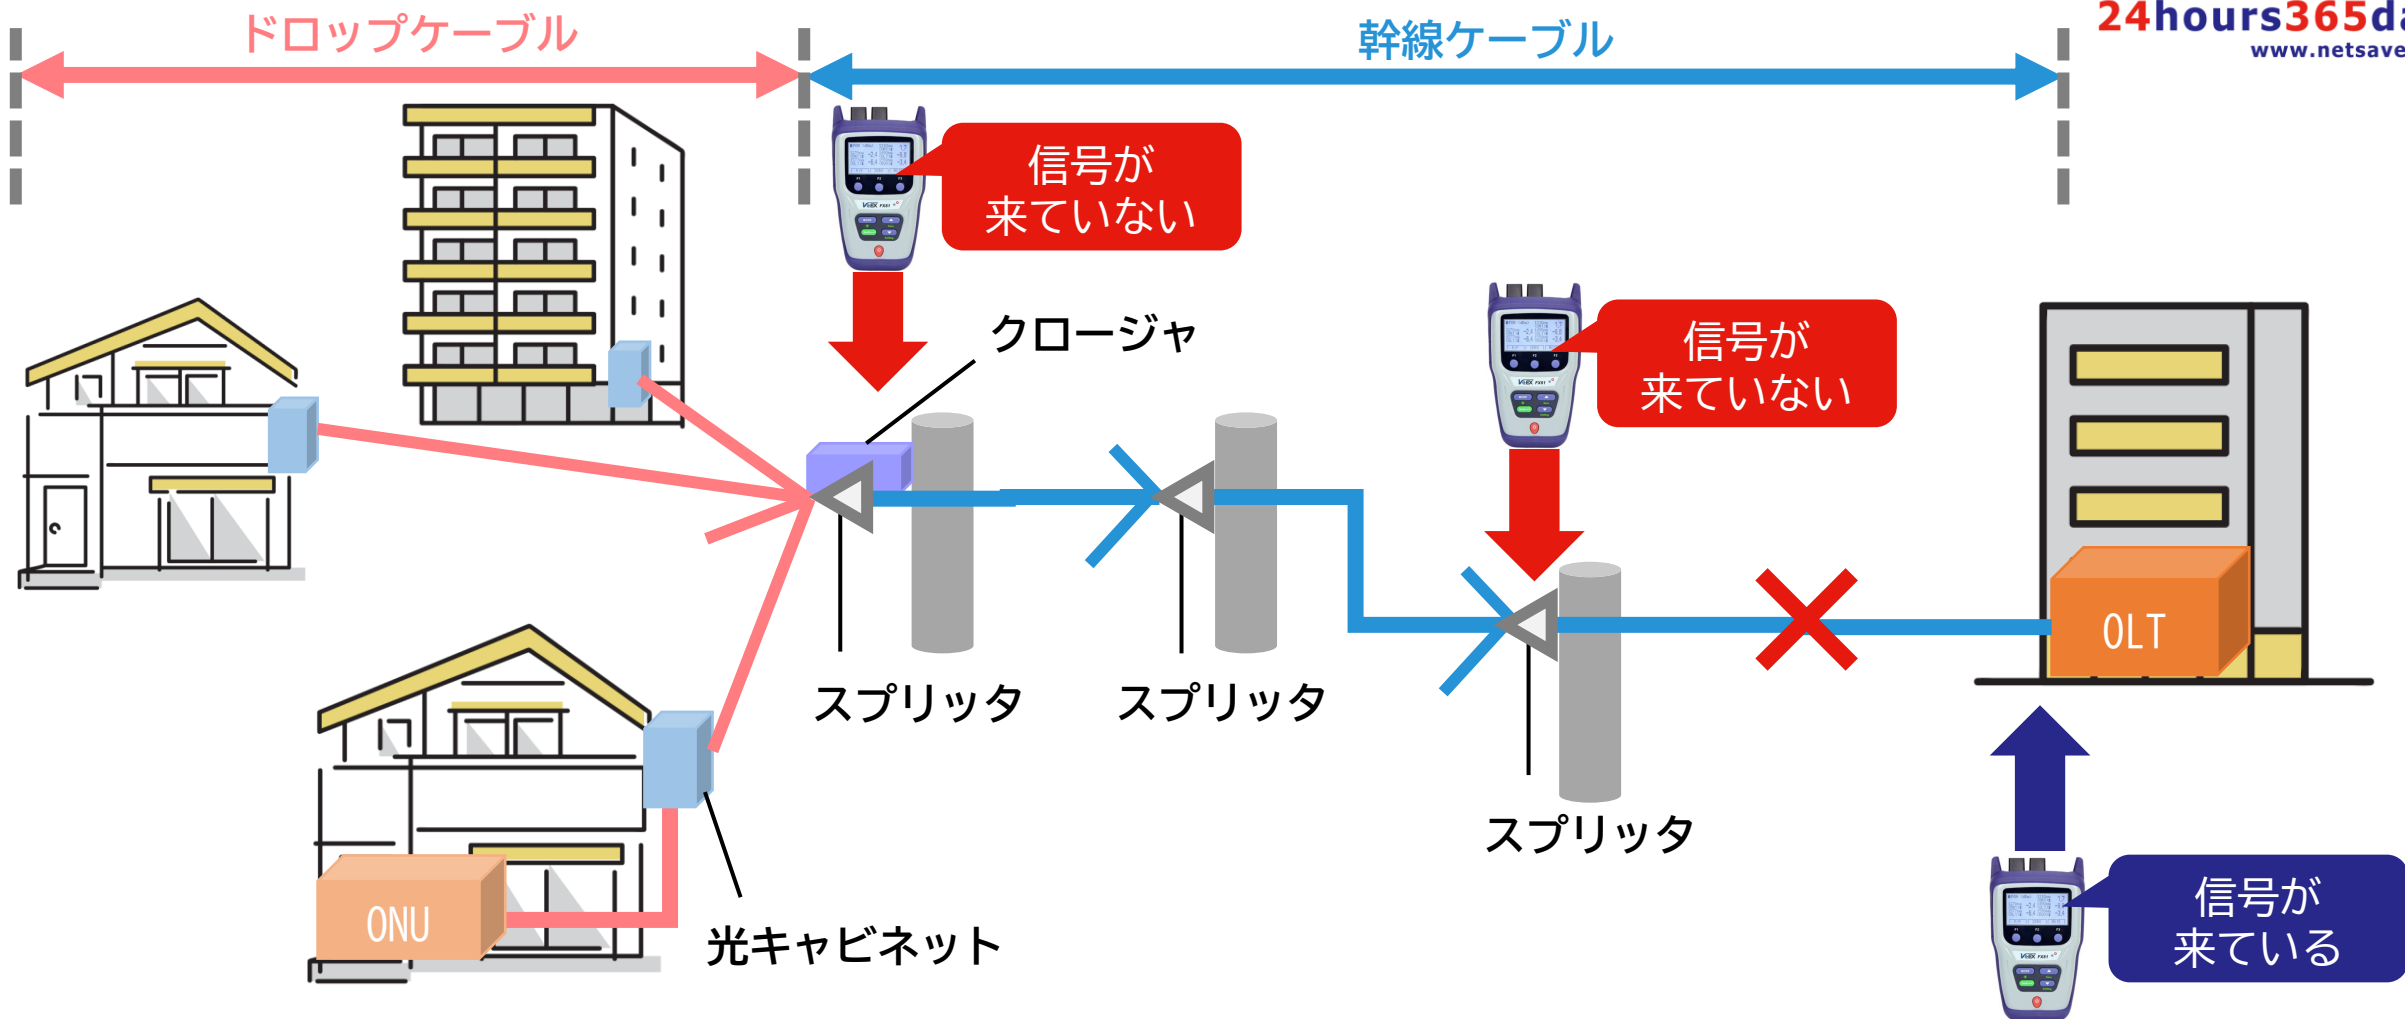 ドロップケーブル
幹線ケーブル
24hours365da
www.netsave
信号が
来ていない
クロージャ
信号が
来ていない
スプリッタ
スプリッタ
スプリッタ
OLT
ONU
光キャビネット
信号が
来ている